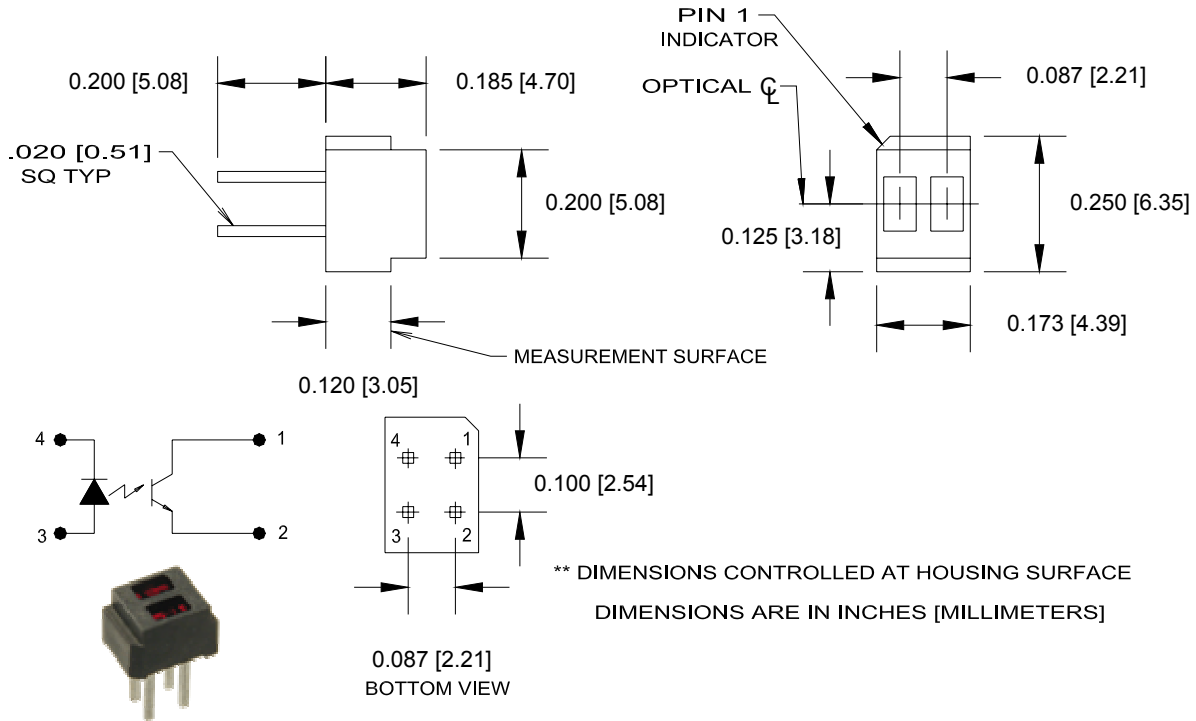 PIN 1
INDICATOR
0.200 [5.08]
0.185 [4.70]
OPTICAL ℄
0.087 [2.21]
.020 [0.51]
SQ TYP
0.200 [5.08]
0.125 [3.18]
0.250 [6.35]
0.173 [4.39]
MEASUREMENT SURFACE
0.120 [3.05]
4
1
3
2
4
1
3
2
0.100 [2.54]
** DIMENSIONS CONTROLLED AT HOUSING SURFACE
DIMENSIONS ARE IN INCHES [MILLIMETERS]
0.087 [2.21]
BOTTOM VIEW